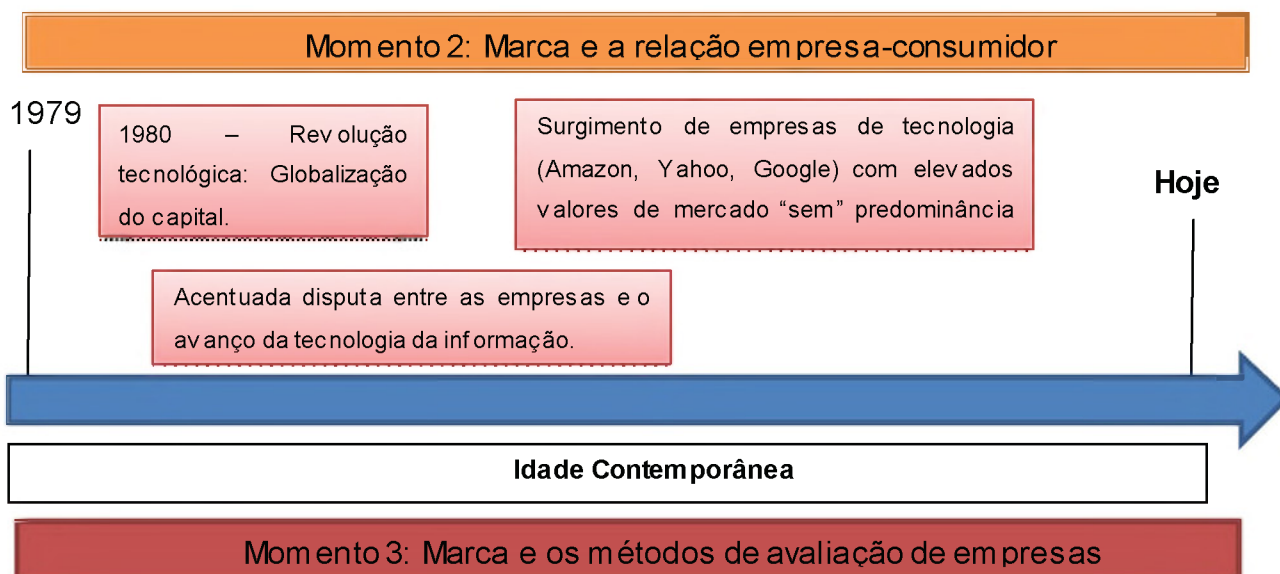 Momento 2: Marca e a relação empresa-consumidor
1979
1980 – Revolução
tecnológica: Globalização
do capital.
Surgimento de empresas de tecnologia
(Amazon, Yahoo, Google) com elevados
valores de mercado “sem” predominância
Hoje
Acentuada disputa entre as empresas e o
avanço da tecnologia da informação.
Idade Contemporânea
Momento 3: Marca e os métodos de avaliação de empresas